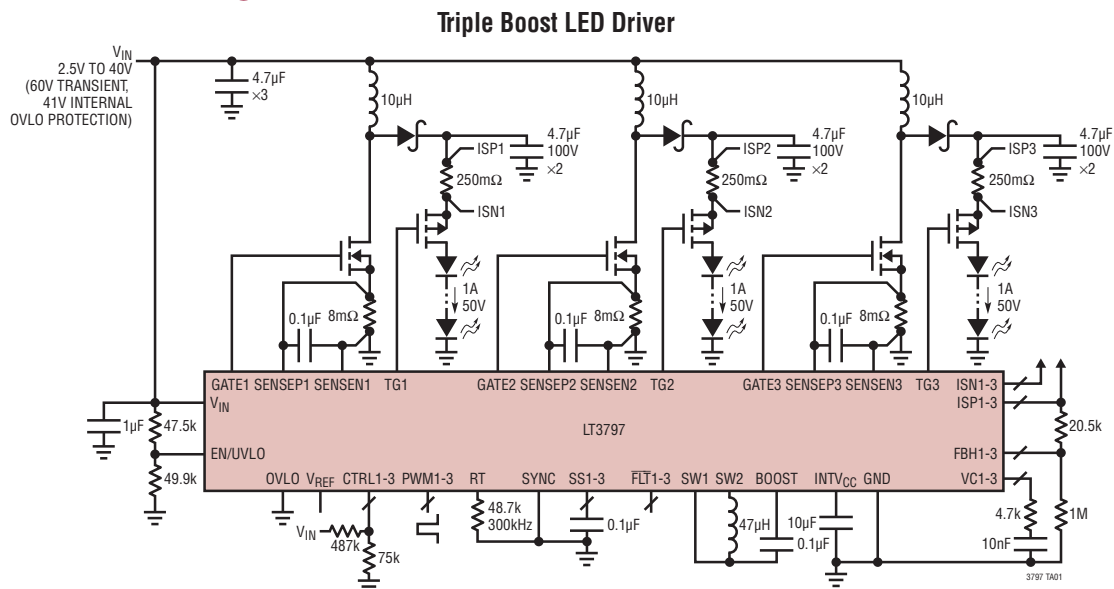 Triple Boost LED Driver
VIN
2.5V TO 40V
(60V TRANSIENT,
41V INTERNAL
OVLO PROTECTION)
4.7µF
×3
10µH
ISP1
250mΩ
ISN1
4.7µF
100V
×2
1A
50V
0.1µF
8mΩ
10µH
ISP2
250mΩ
ISN2
4.7µF
100V
×2
1A
50V
0.1µF
8mΩ
10µH
ISP3
250mΩ
ISN3
4.7µF
100V
×2
1A
50V
0.1µF
8mΩ
GATE1 SENSEP1 SENSEN1 TG1 GATE2 SENSEP2 SENSEN2 TG2 GATE3 SENSEP3 SENSEN3 TG3 ISN1-3
VIN
ISP1-3
1µF
47.5k
LT3797
20.5k
EN/UVLO
FBH1-3
49.9k
OVLO VREF CTRL1-3 PWM1-3 RT SYNC SS1-3 FLT1-3 SW1 SW2 BOOST INTVCC GND VC1-3
48.7k
300kHz
0.1µF
47µH
0.1µF
10µF
4.7k
1M
10nF
VIN
487k
75k
3797 TA01